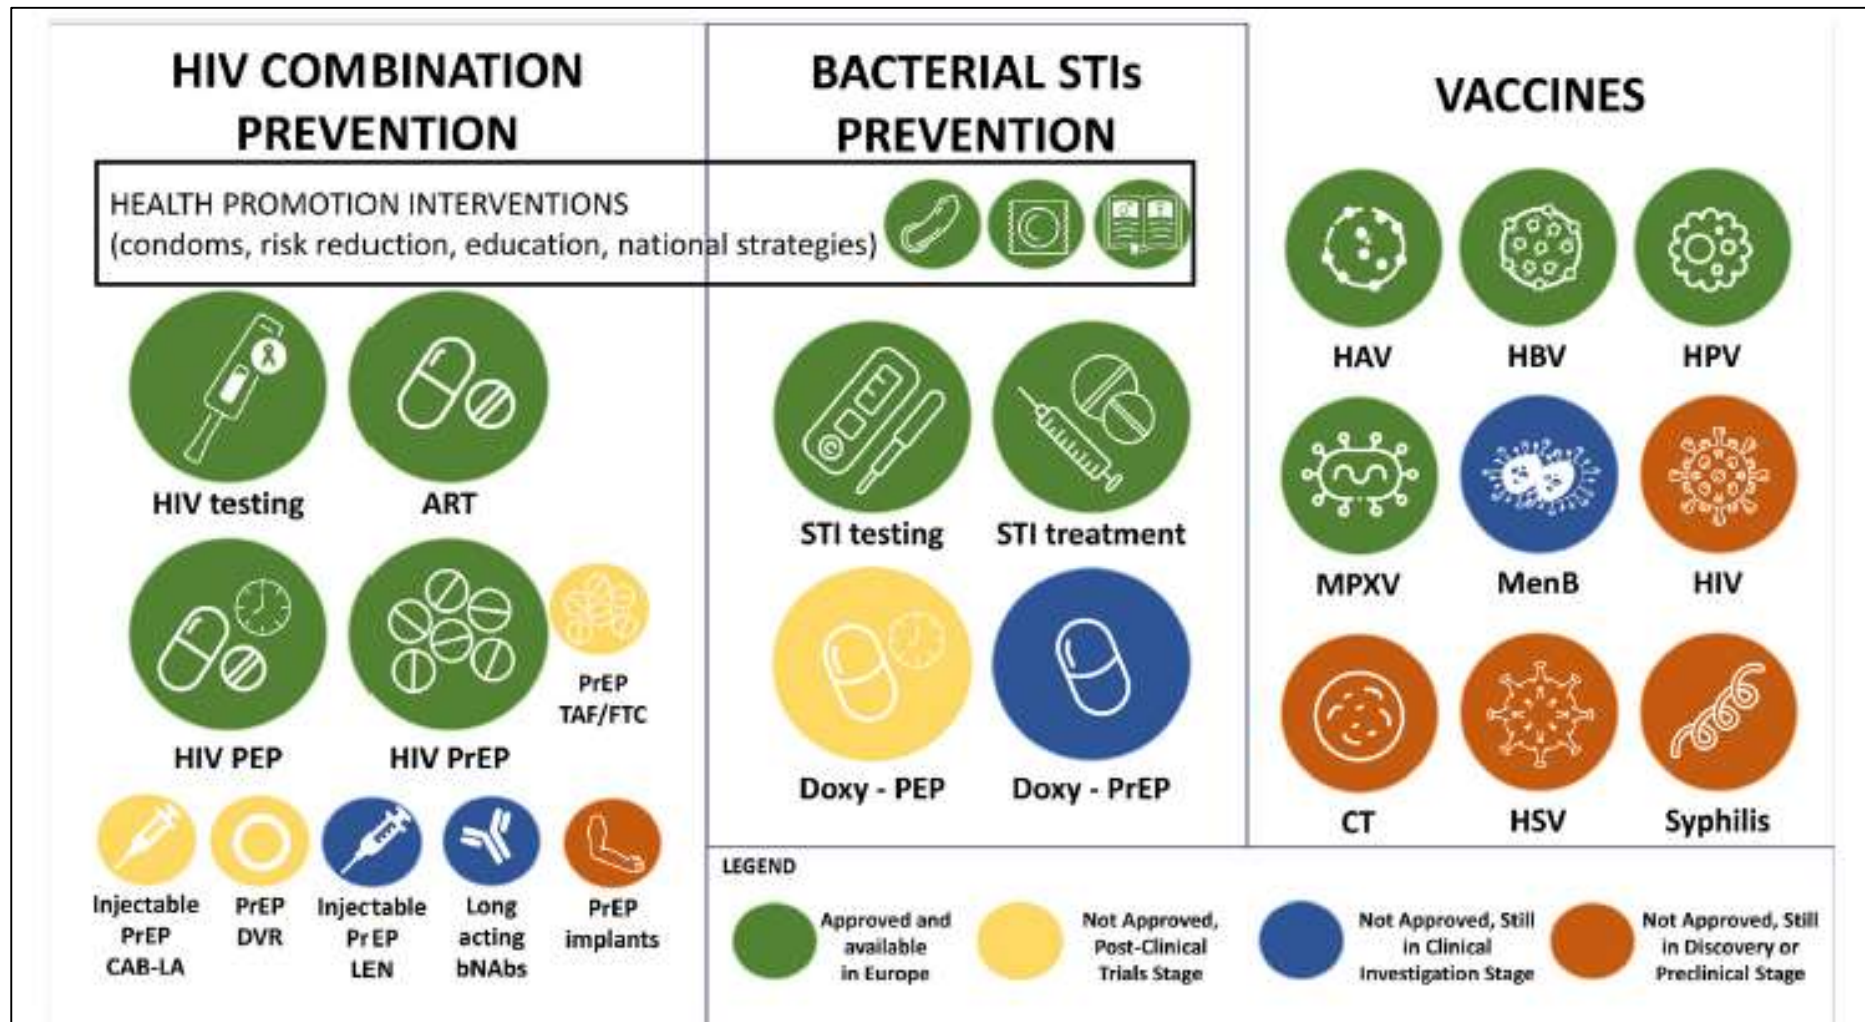 HIV COMBINATION
PREVENTION
BACTERIAL STIs
PREVENTION
VACCINES
HEALTH PROMOTION INTERVENTIONS
(condoms, risk reduction, education, national strategies)
HIV testing
ART
HIV PEP
HIV PrEP
PrEP
TAF/FTC
Injectable
PrEP
CAB-LA
PrEP
DVR
Injectable
PrEP
LEN
Long
acting
bNAbs
PrEP
implants
STI testing
STI treatment
Doxy - PEP
Doxy - PrEP
HAV
HBV
HPV
MPXV
MenB
HIV
CT
HSV
Syphilis
LEGEND
Approved and
available
in Europe
Not Approved,
Post-Clinical
Trials Stage
Not Approved, Still
in Clinical
Investigation Stage
Not Approved, Still
in Discovery or
Preclinical Stage